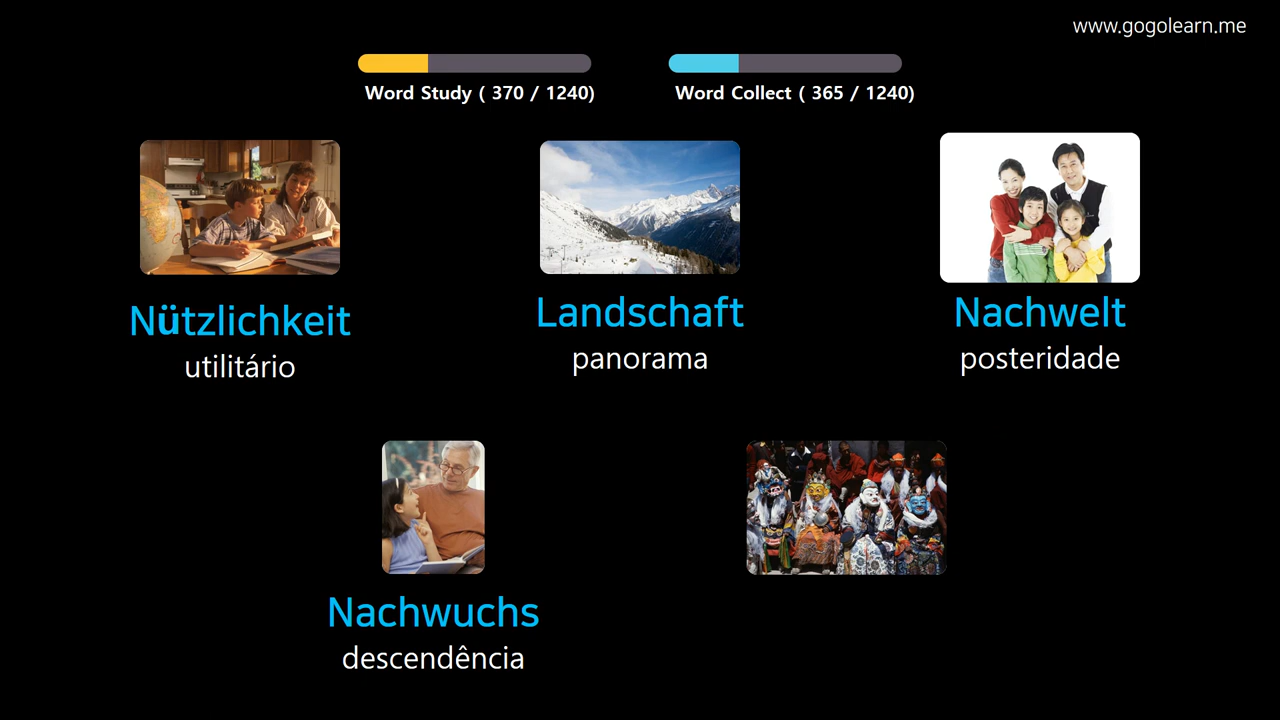 www.gogolearn.me
Word Study ( 370 / 1240)
Word Collect ( 365 / 1240)
Nützlichkeit
utilitário
Landschaft
panorama
Nachwelt
posteridade
Nachwuchs
descendência